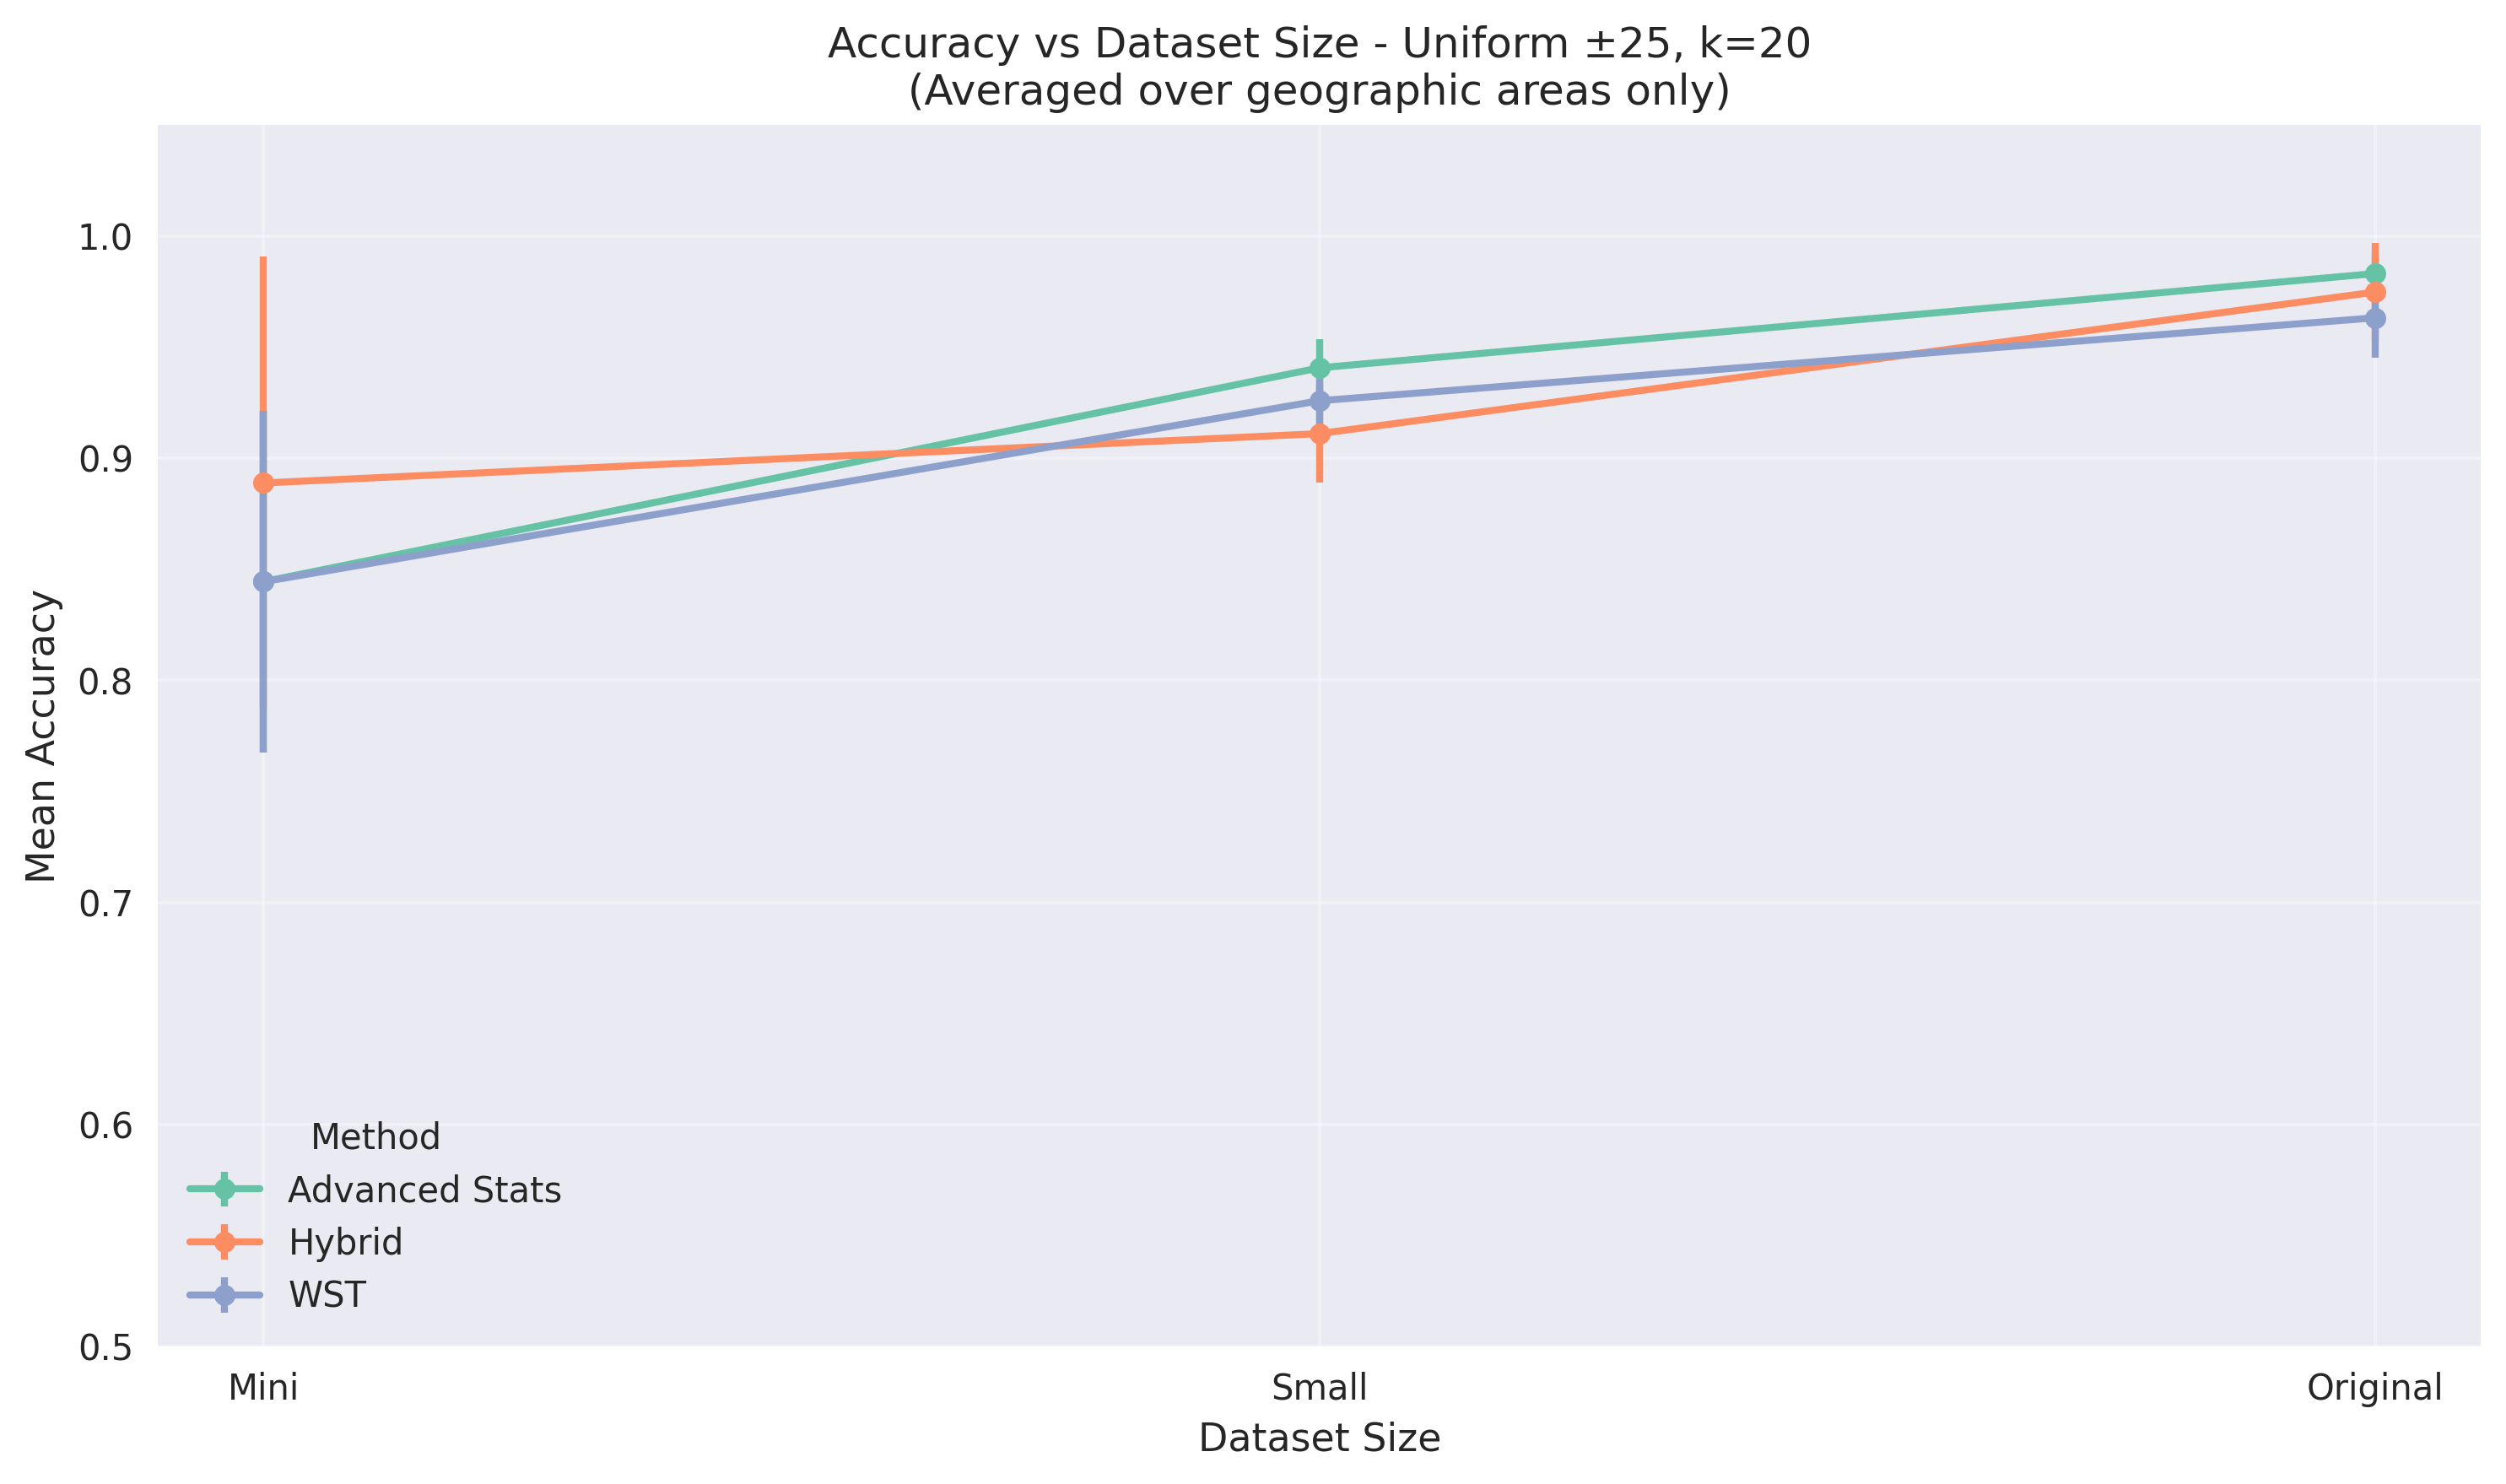 Accuracy vs Dataset Size - Uniform ±25, k=20
(Averaged over geographic areas only)
Mean Accuracy
1.0
0.9
0.8
0.7
0.6
0.5
Method
Advanced Stats
Hybrid
WST
Mini
Small
Original
Dataset Size